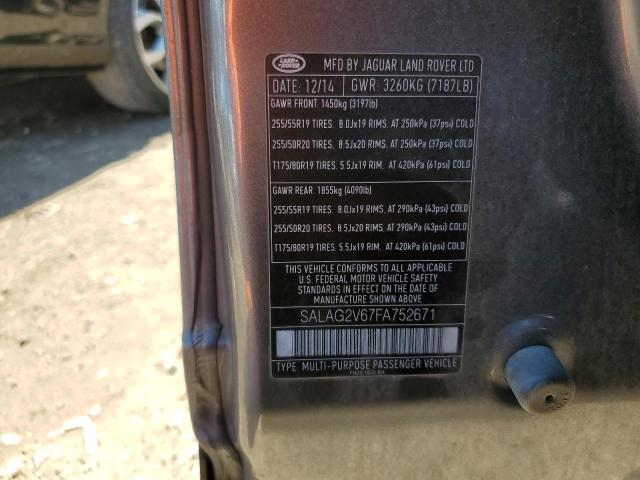 LAND ROVER
MFD BY JAGUAR LAND ROVER LTD
DATE: 12/14 GWR: 3260KG (7187LB)
GAWR FRONT: 1450kg (3197lb)
255/55R19 TIRES. 8.0Jx19 RIMS. AT 250kPa (37psi) COLD
255/50R20 TIRES. 8.5Jx20 RIMS. AT 250kPa (37psi) COLD
T175/80R19 TIRES. 5.5Jx19 RIM. AT 420kPa (61psi) COLD
GAWR REAR: 1855kg (4090lb)
255/55R19 TIRES. 8.0Jx19 RIMS. AT 290kPa (43psi) COLD
255/50R20 TIRES. 8.5Jx20 RIMS. AT 290kPa (43psi) COLD
T175/80R19 TIRES. 5.5Jx19 RIM. AT 420kPa (61psi) COLD
THIS VEHICLE CONFORMS TO ALL APPLICABLE
U.S. FEDERAL MOTOR VEHICLE SAFETY
STANDARDS IN EFFECT ON THE DATE OF
MANUFACTURE SHOWN ABOVE.
SALAG2V67FA752671
TYPE: MULTI-PURPOSE PASSENGER VEHICLE